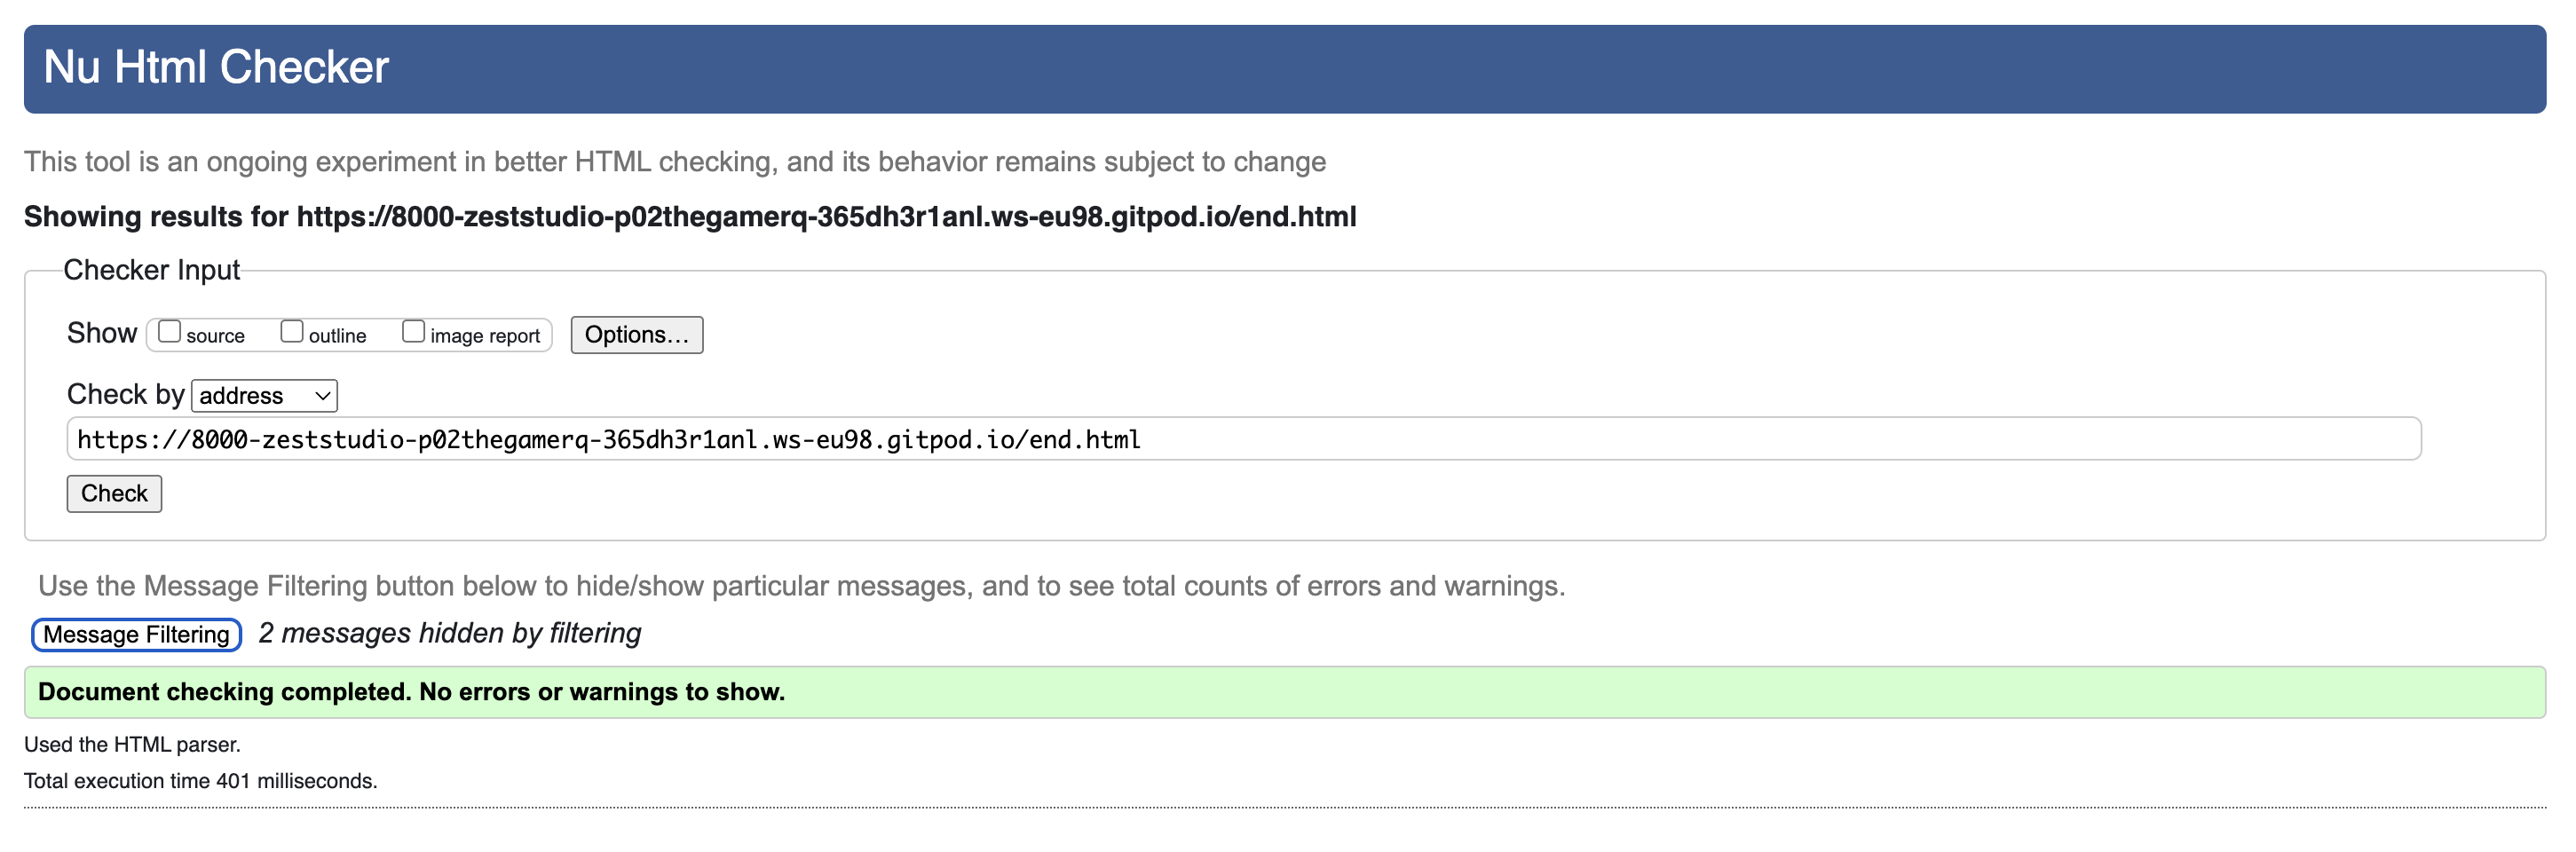 Nu Html Checker
This tool is an ongoing experiment in better HTML checking, and its behavior remains subject to change
Showing results for https://8000-zeststudio-p02thegamerq-365dh3r1anl.ws-eu98.gitpod.io/end.html
Checker Input
Show source outline image report Options…
Check by address
https://8000-zeststudio-p02thegamerq-365dh3r1anl.ws-eu98.gitpod.io/end.html
Check
Use the Message Filtering button below to hide/show particular messages, and to see total counts of errors and warnings.
Message Filtering 2 messages hidden by filtering
Document checking completed. No errors or warnings to show.
Used the HTML parser.
Total execution time 401 milliseconds.